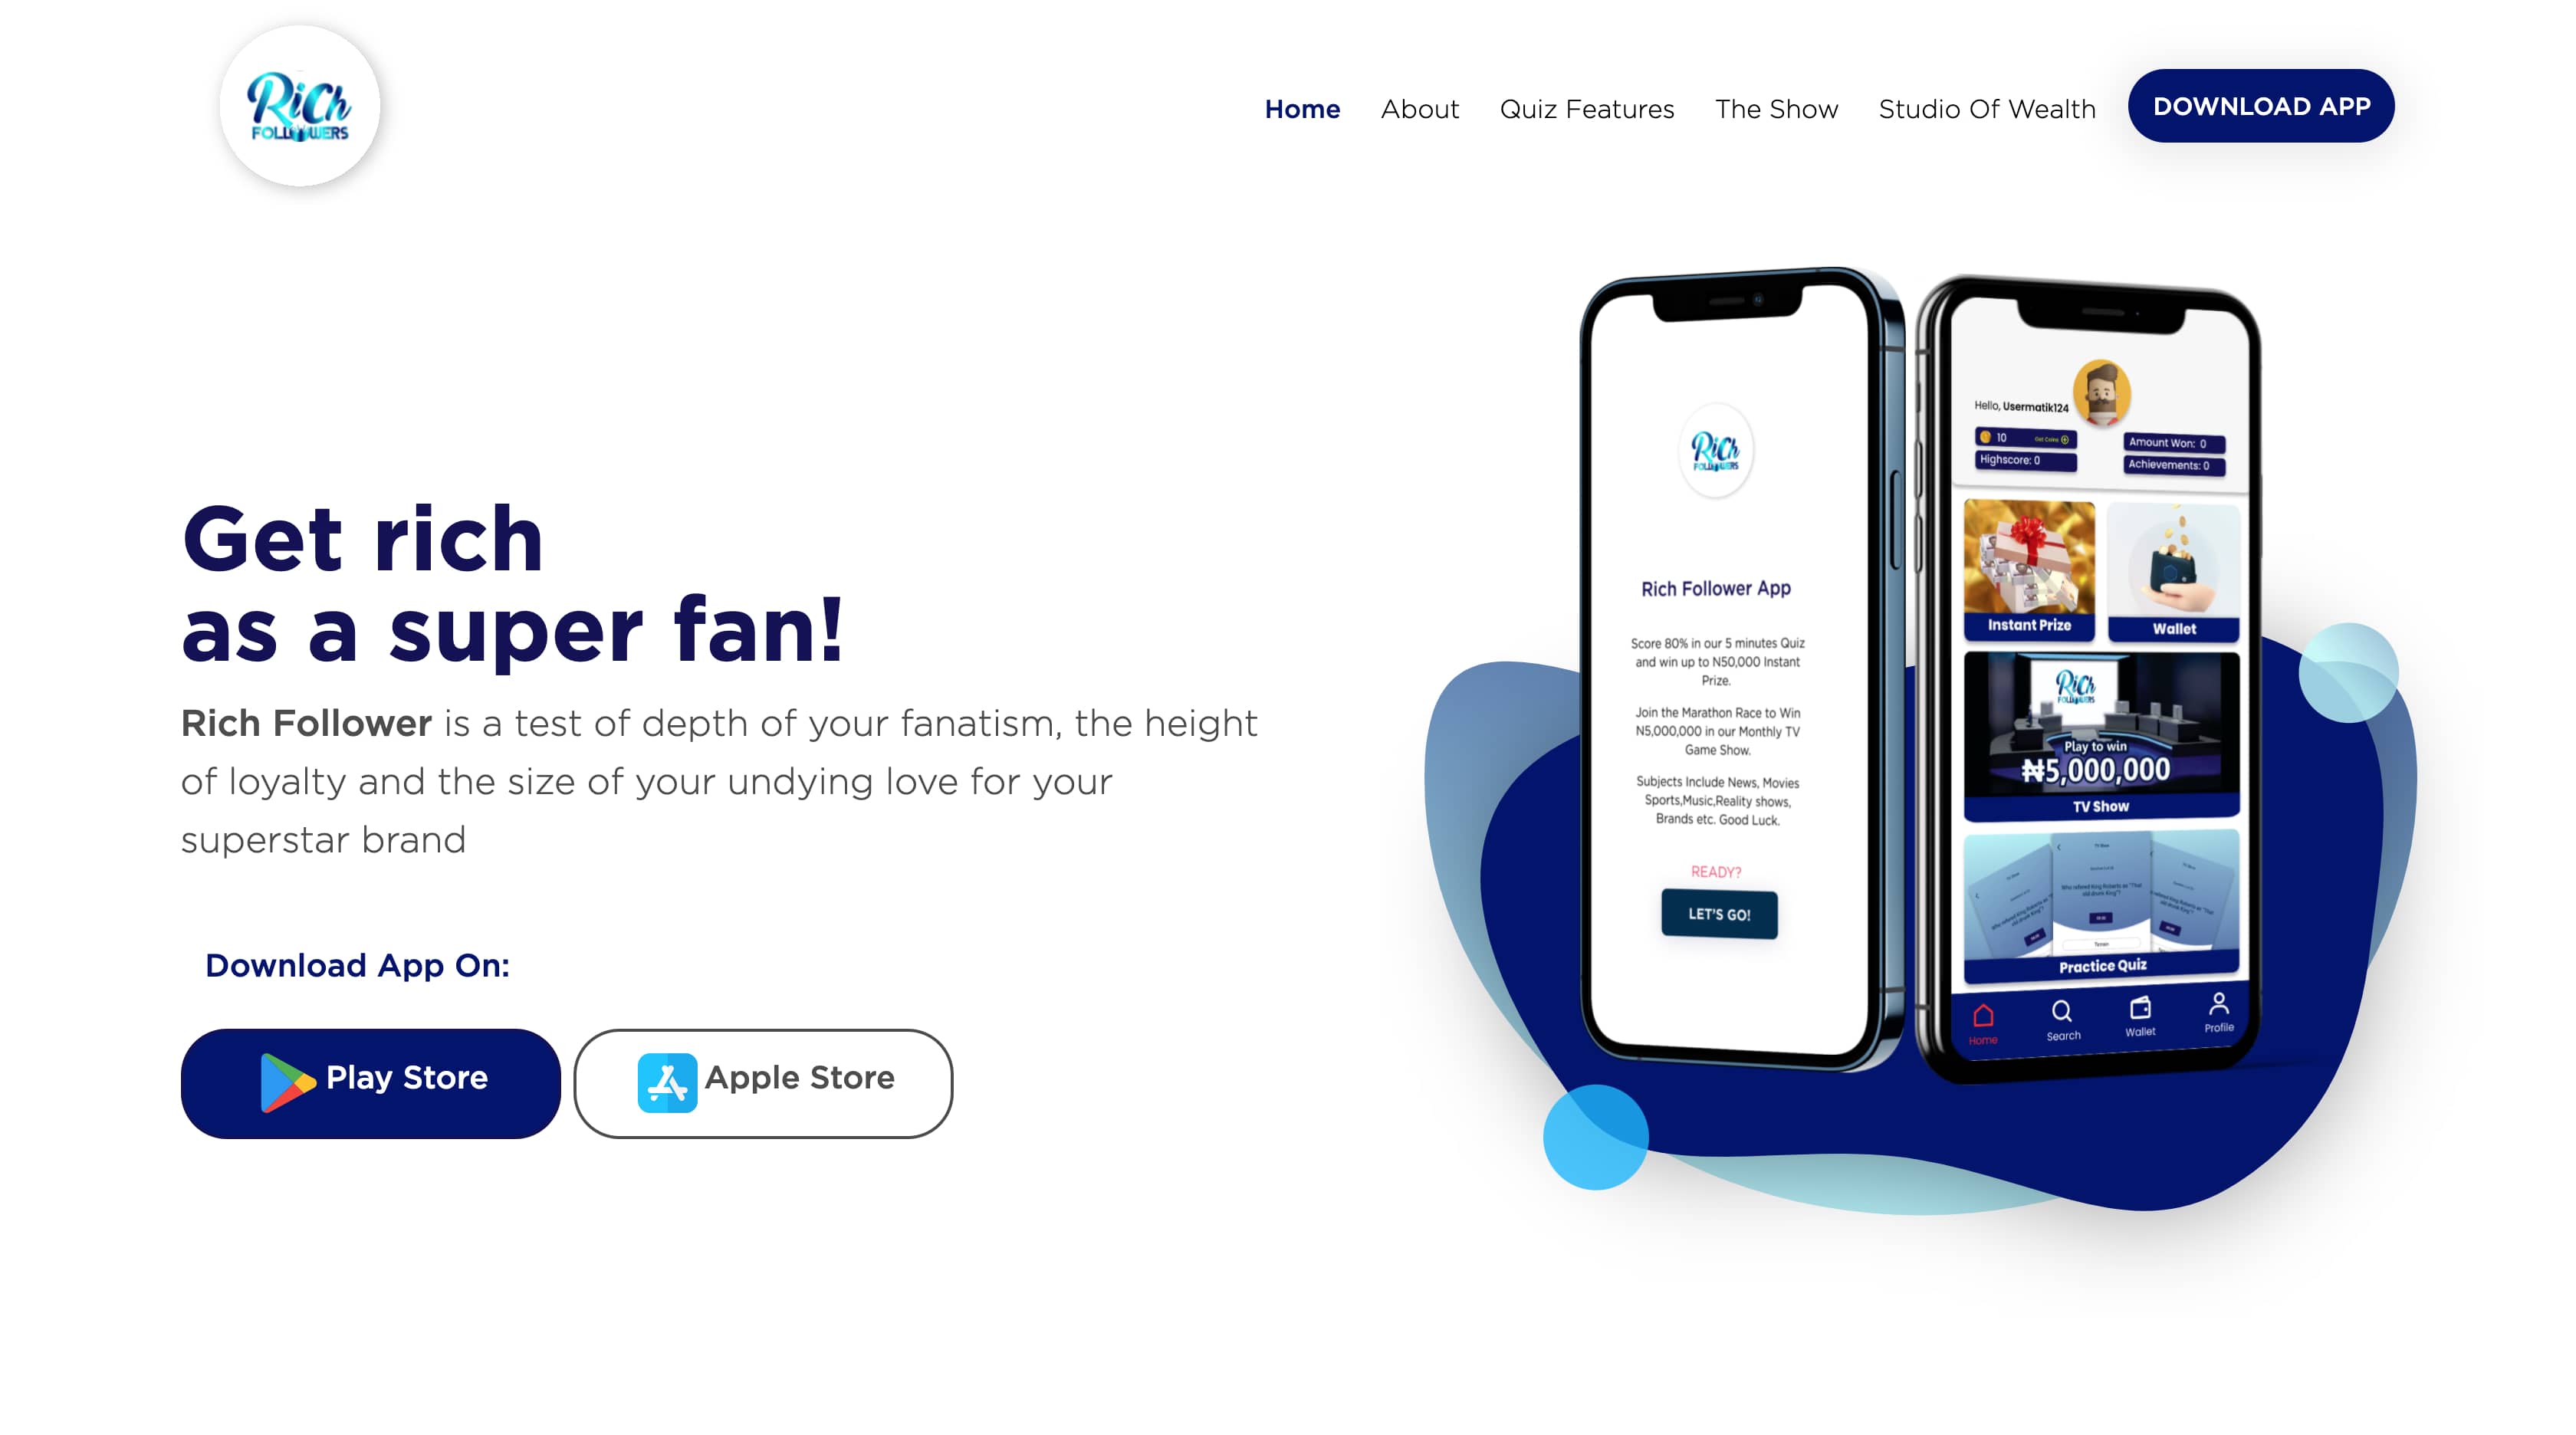 RiCh
FOLLOWERS
Home About Quiz Features The Show Studio Of Wealth DOWNLOAD APP
Get rich
as a super fan!
Rich Follower is a test of depth of your fanatism, the height
of loyalty and the size of your undying love for your
superstar brand
Download App On:
Play Store Apple Store
RiCh
FOLLOWERS
Rich Follower App
Score 80% in our 5 minutes Quiz
and win up to N50,000 Instant
Prize.
Join the Marathon Race to Win
N5,000,000 in our Monthly TV
Game Show.
Subjects Include News, Movies
Sports,Music,Reality shows,
Brands etc. Good Luck.
READY?
LET'S GO!
Hello, Usermatik124
10 Get Coins
Amount Won: 0
Highscore: 0
Achievements: 0
Instant Prize
Wallet
RiCh
FOLLOWERS
Play to win
₦5,000,000
TV Show
Practice Quiz
Home Search Wallet Profile